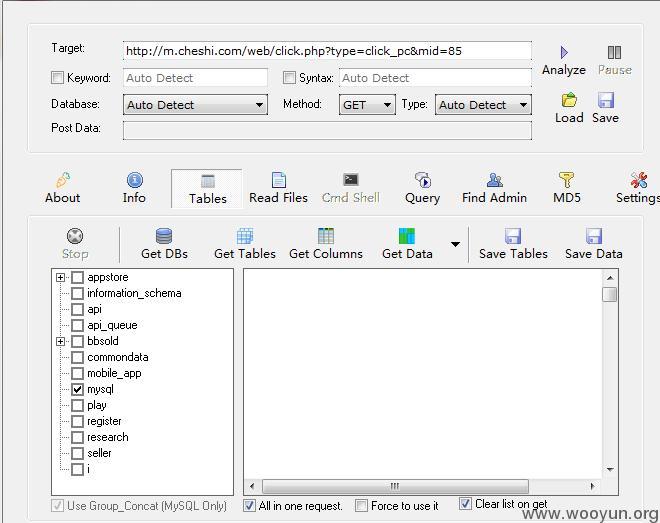 Target: http://m.cheshi.com/web/click.php?type=click_pc&mid=85
Analyze Pause
Keyword: Auto Detect Syntax: Auto Detect
Database: Auto Detect Method: GET Type: Auto Detect
Load Save
Post Data:
About Info Tables Read Files Cmd Shell Query Find Admin MD5 Settings
Stop Get DBs Get Tables Get Columns Get Data Save Tables Save Data
appstore
information_schema
api
api_queue
bbsold
commondata
mobile_app
mysql
play
register
research
seller
i
Use Group_Concat (MySQL Only) All in one request. Force to use it Clear list on get
www.wooyun.org